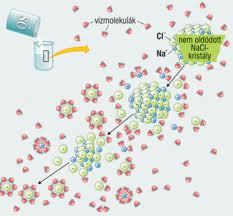 vízmolekulák
Cl⁻
Na⁺
nem oldódott
NaCl-
kristály